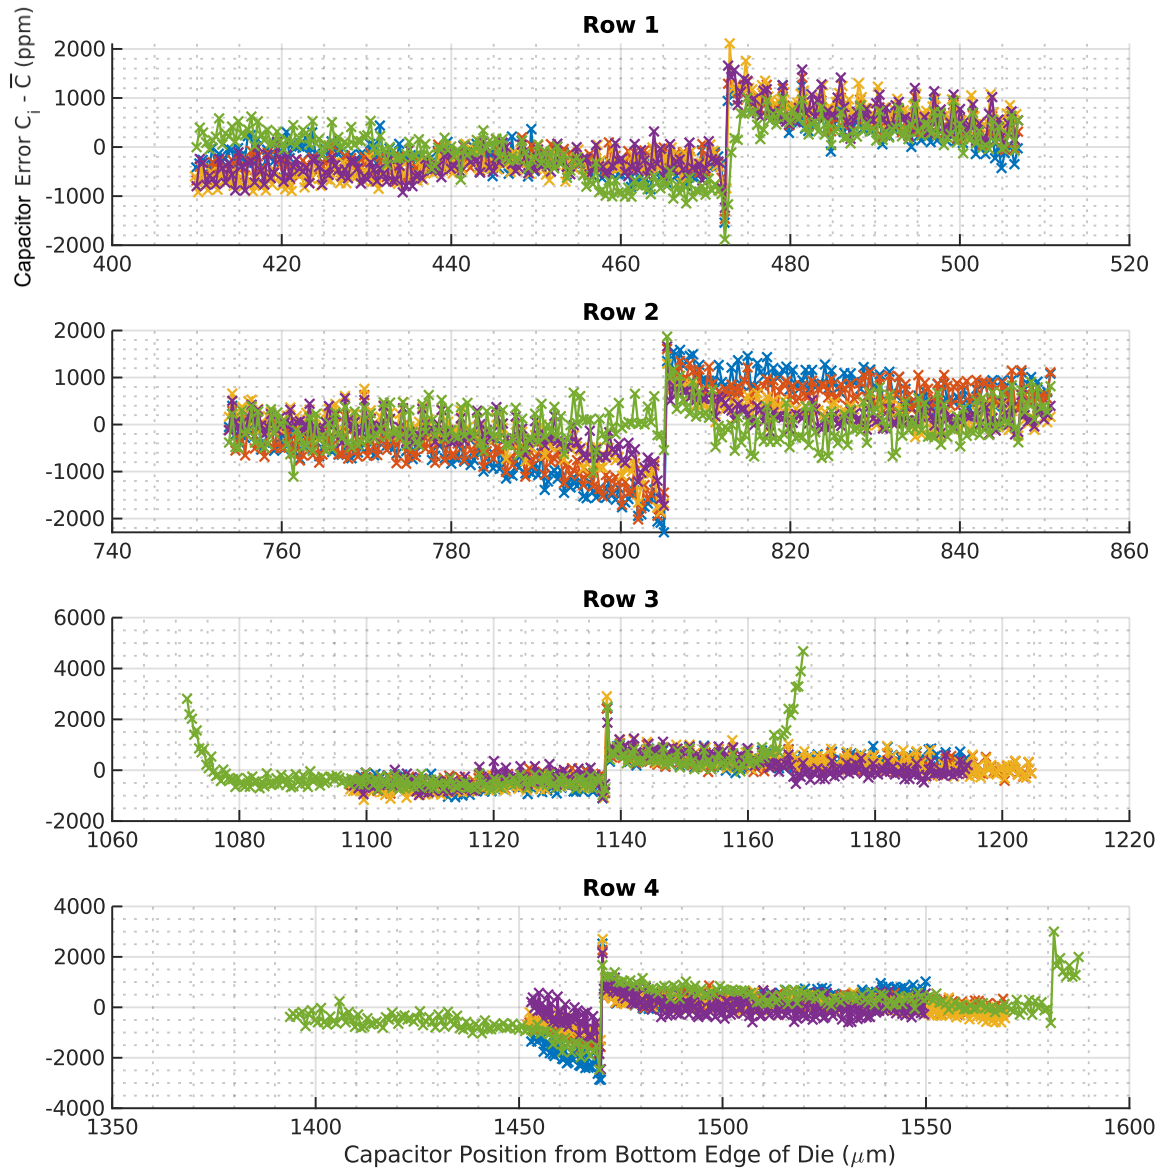 Row 1
Capacitor Error C_i - C̅ (ppm)
2000
1000
0
-1000
-2000
400 420 440 460 480 500 520
Row 2
2000
1000
0
-1000
-2000
740 760 780 800 820 840 860
Row 3
6000
4000
2000
0
-2000
1060 1080 1100 1120 1140 1160 1180 1200 1220
Row 4
4000
2000
0
-2000
-4000
1350 1400 1450 1500 1550 1600
Capacitor Position from Bottom Edge of Die (μm)